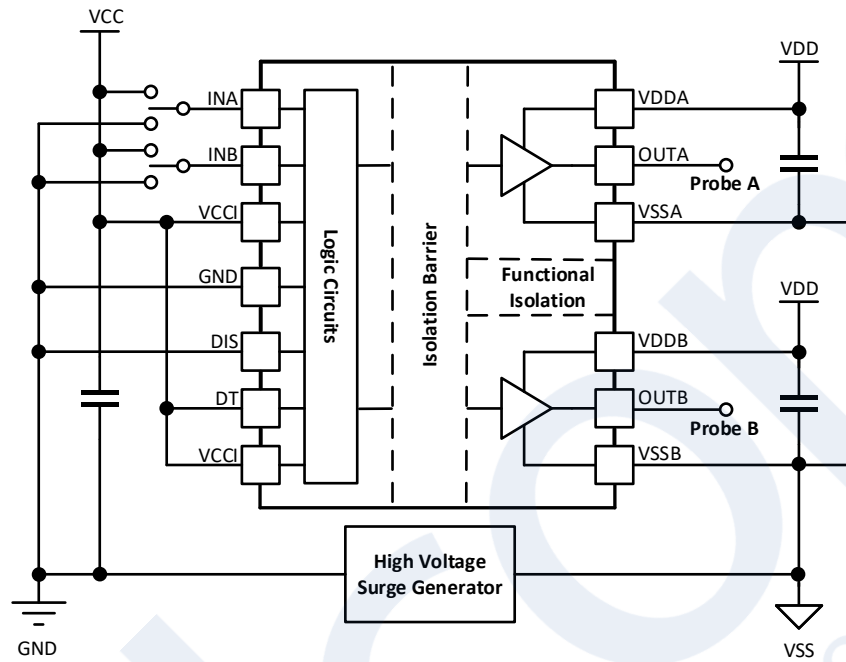 VCC
VDD
INA
VDDA
INB
OUTA
Probe A
VCCI
VSSA
Logic Circuits
Isolation Barrier
Functional
Isolation
GND
VDD
DIS
VDDB
DT
OUTB
Probe B
VCCI
VSSB
High Voltage
Surge Generator
GND
VSS